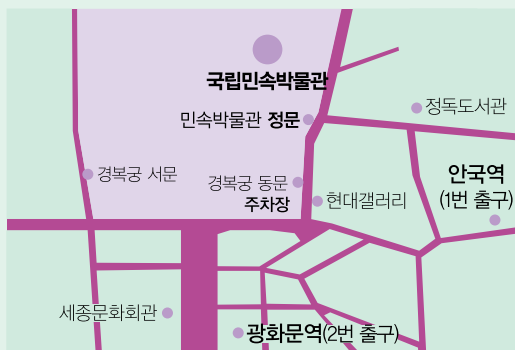 국립민속박물관
민속박물관 정문
정독도서관
경복궁 서문
경복궁 동문
주차장
현대갤러리
안국역
(1번 출구)
세종문화회관
광화문역(2번 출구)